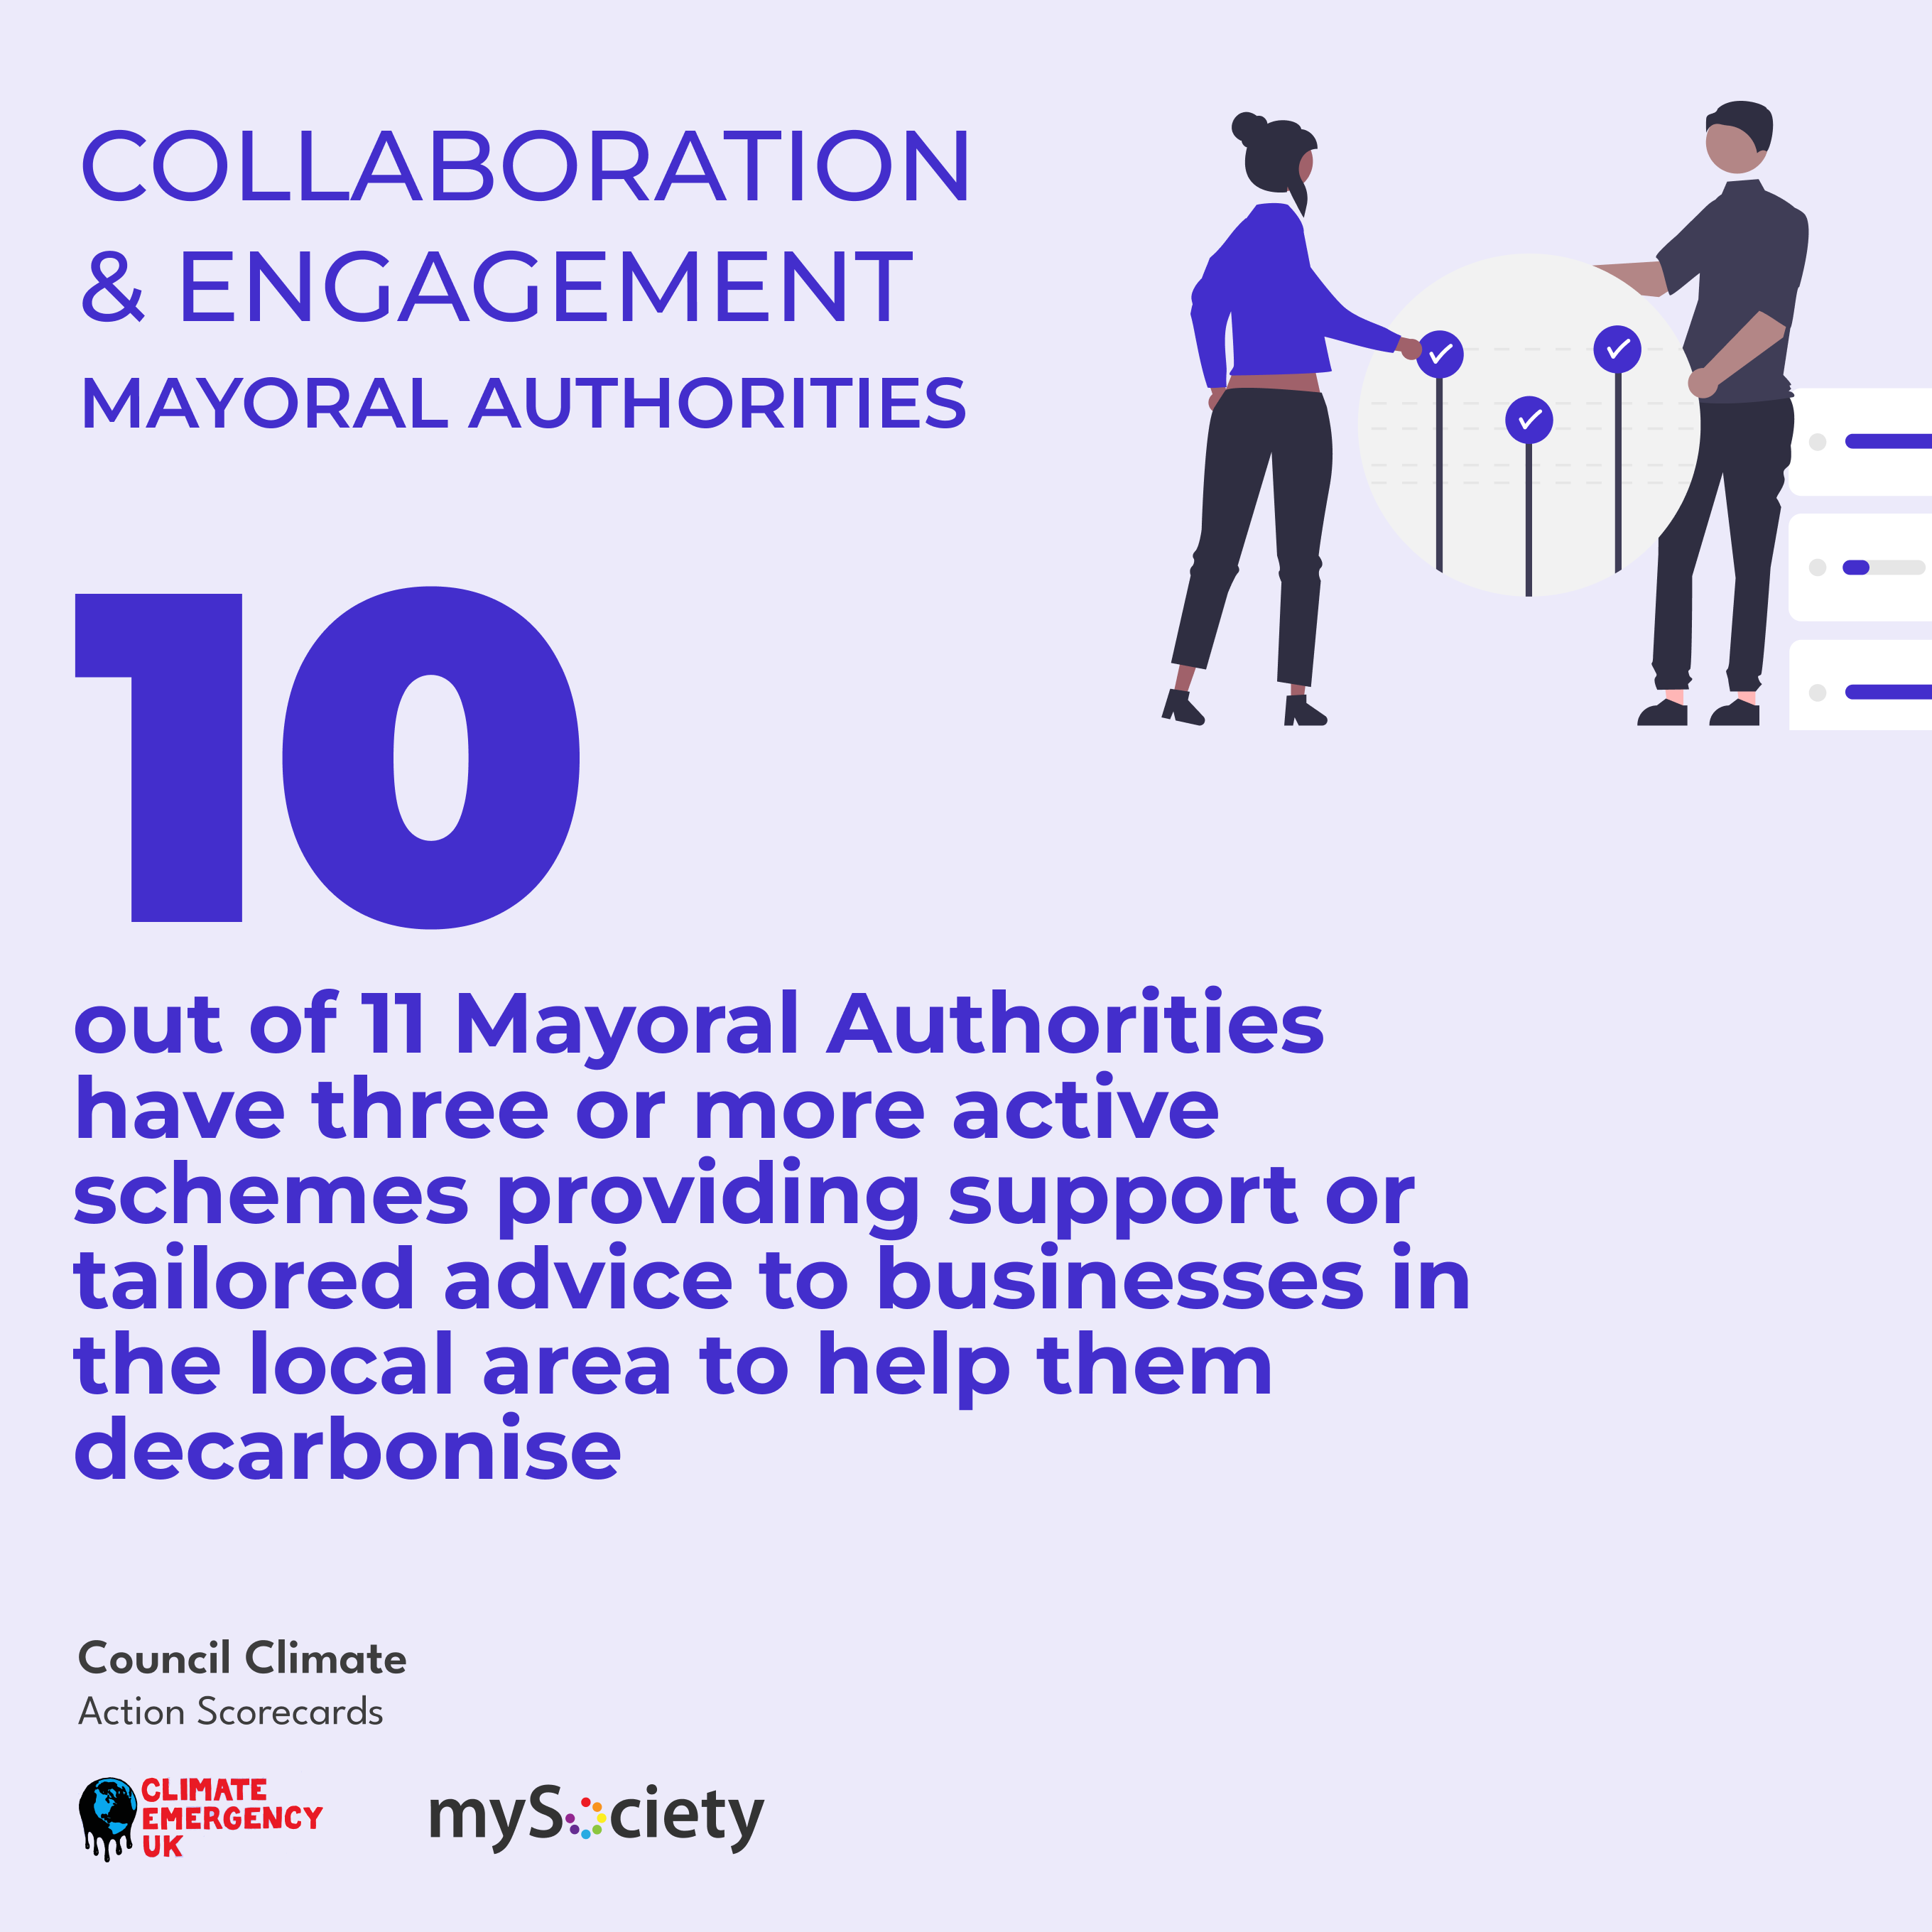 COLLABORATION
& ENGAGEMENT
MAYORAL AUTHORITIES
10
out of 11 Mayoral Authorities
have three or more active
schemes providing support or
tailored advice to businesses in
the local area to help them
decarbonise
Council Climate
Action Scorecards
CLIMATE
EMERGENCY
UK
mySociety